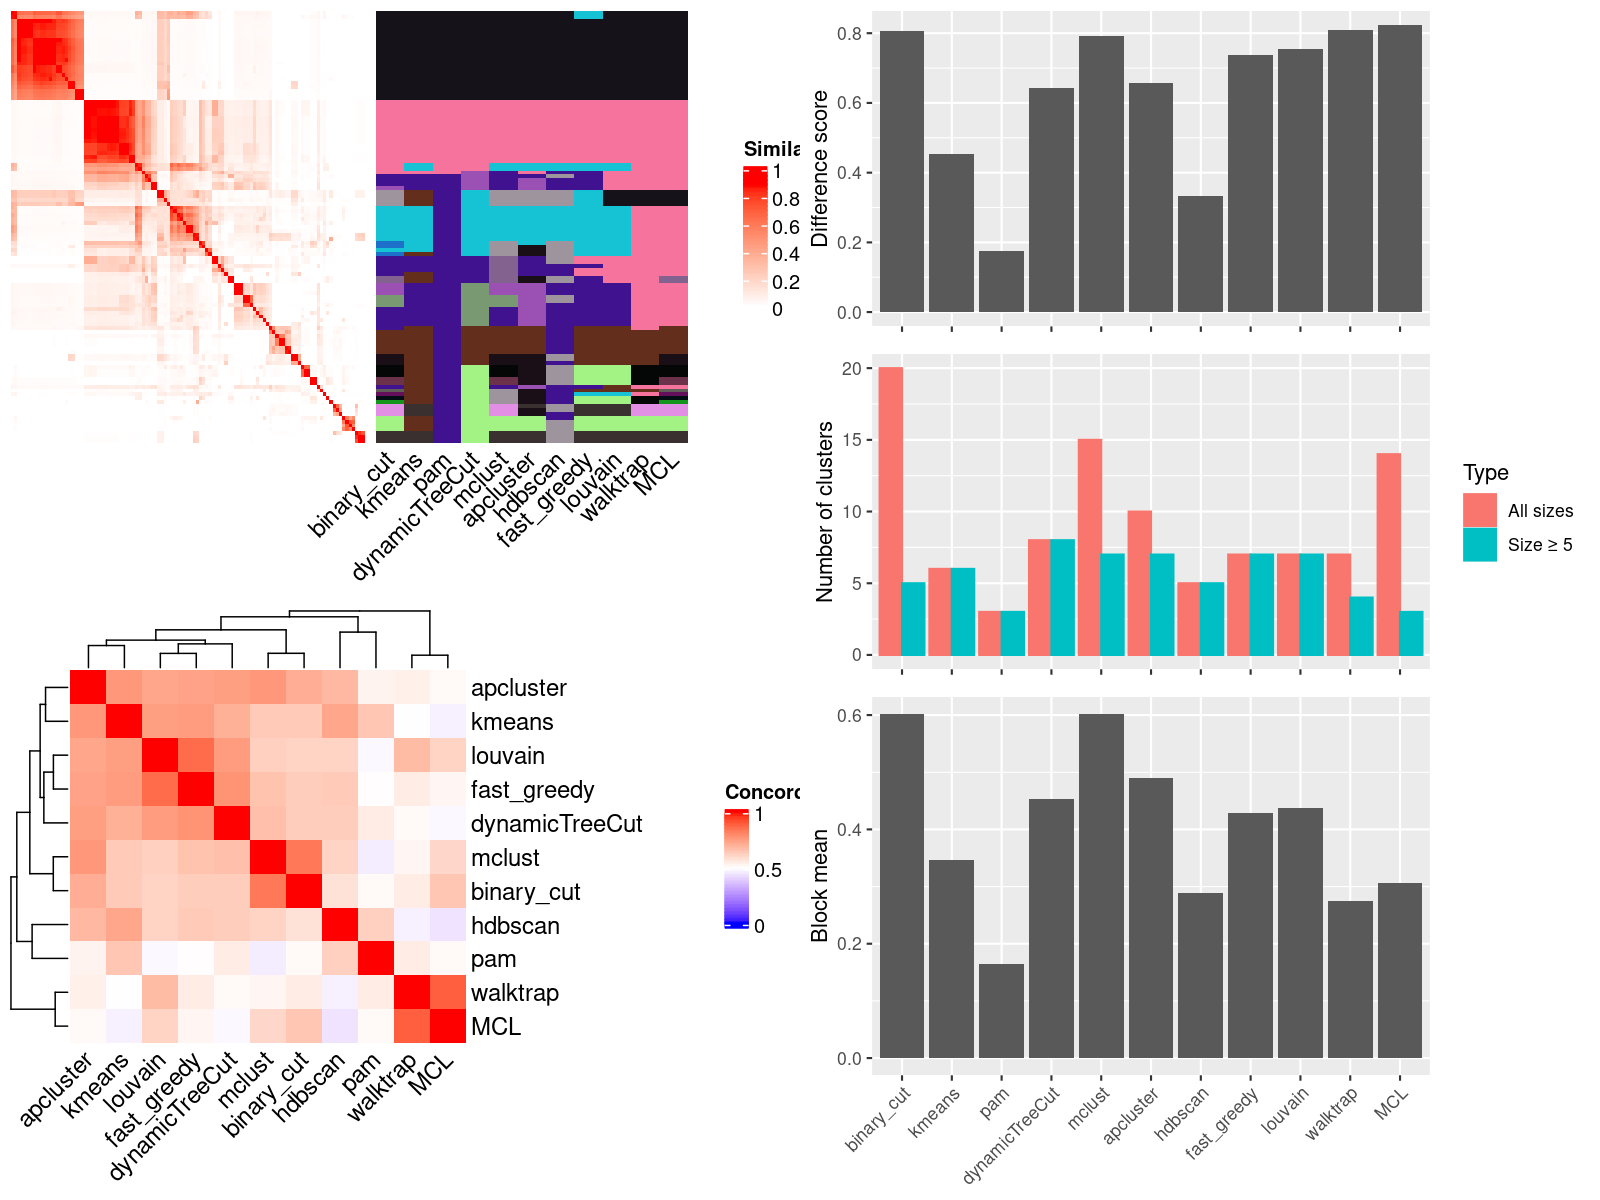 Simila
1
0.8
0.6
0.4
0.2
0
binary_cut
kmeans
pam
dynamicTreeCut
mclust
apcluster
hdbscan
fast_greedy
louvain
walktrap
MCL
apcluster
kmeans
louvain
fast_greedy
dynamicTreeCut
mclust
binary_cut
hdbscan
pam
walktrap
MCL
apcluster
kmeans
louvain
fast_greedy
dynamicTreeCut
mclust
binary_cut
hdbscan
pam
walktrap
MCL
Concord
1
0.5
0
Difference score
0.8
0.6
0.4
0.2
0.0
Number of clusters
20
15
10
5
0
Type
All sizes
Size ≥ 5
Block mean
0.6
0.4
0.2
0.0
binary_cut
kmeans
pam
dynamicTreeCut
mclust
apcluster
hdbscan
fast_greedy
louvain
walktrap
MCL